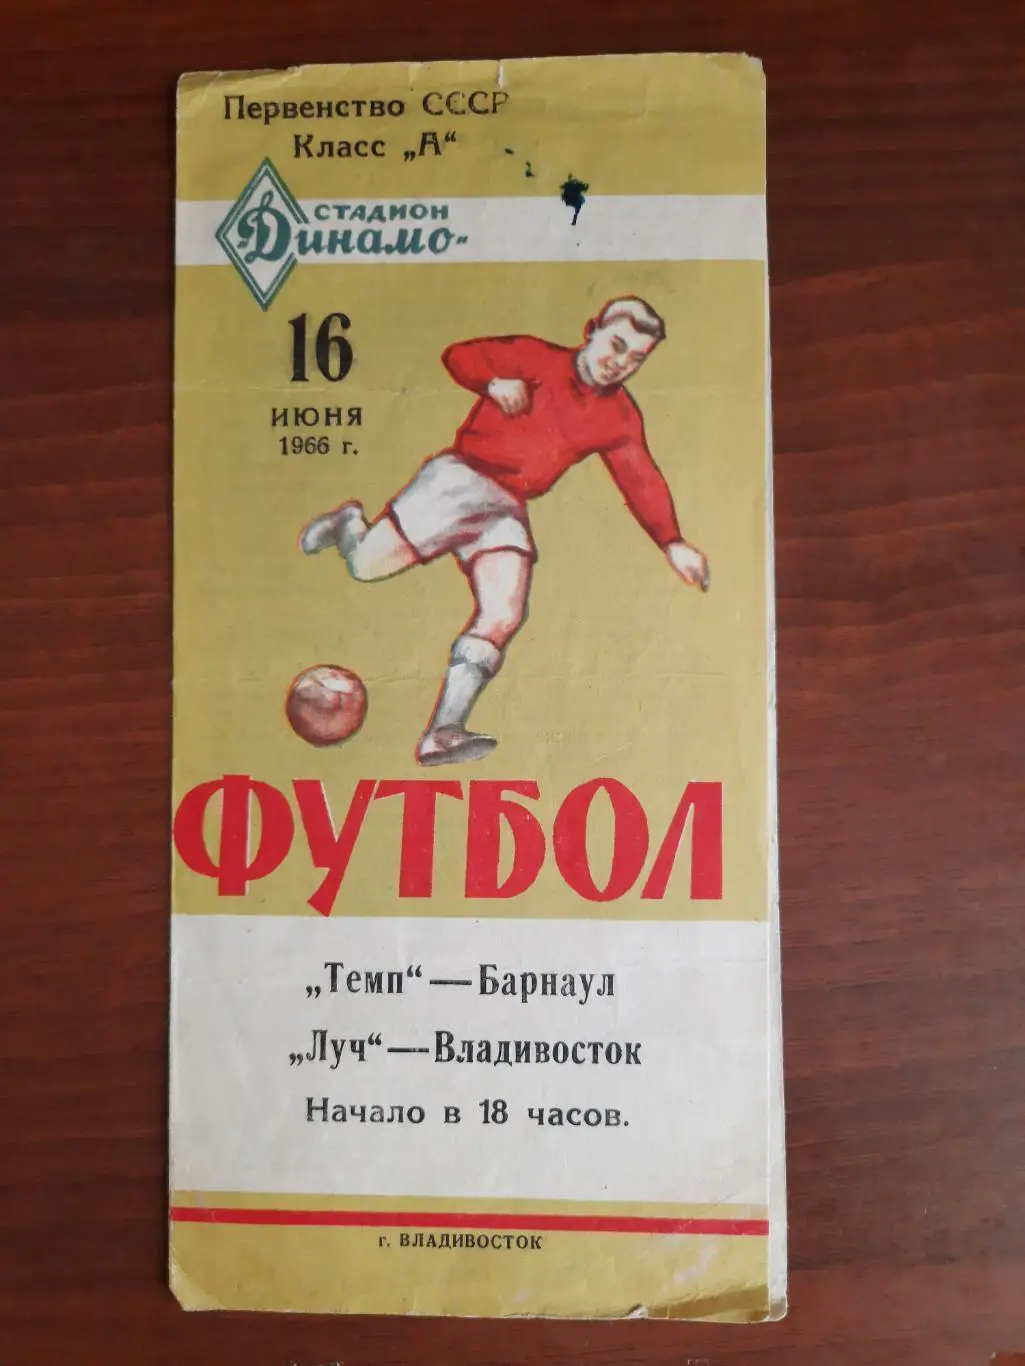 Первенство СССР
Класс „А“
СТАДИОН
Динамо"
16
ИЮНЯ
1966 г.
ФУТБОЛ
„Темп“—Барнаул
„Луч“—Владивосток
Начало в 18 часов.
г. ВЛАДИВОСТОК